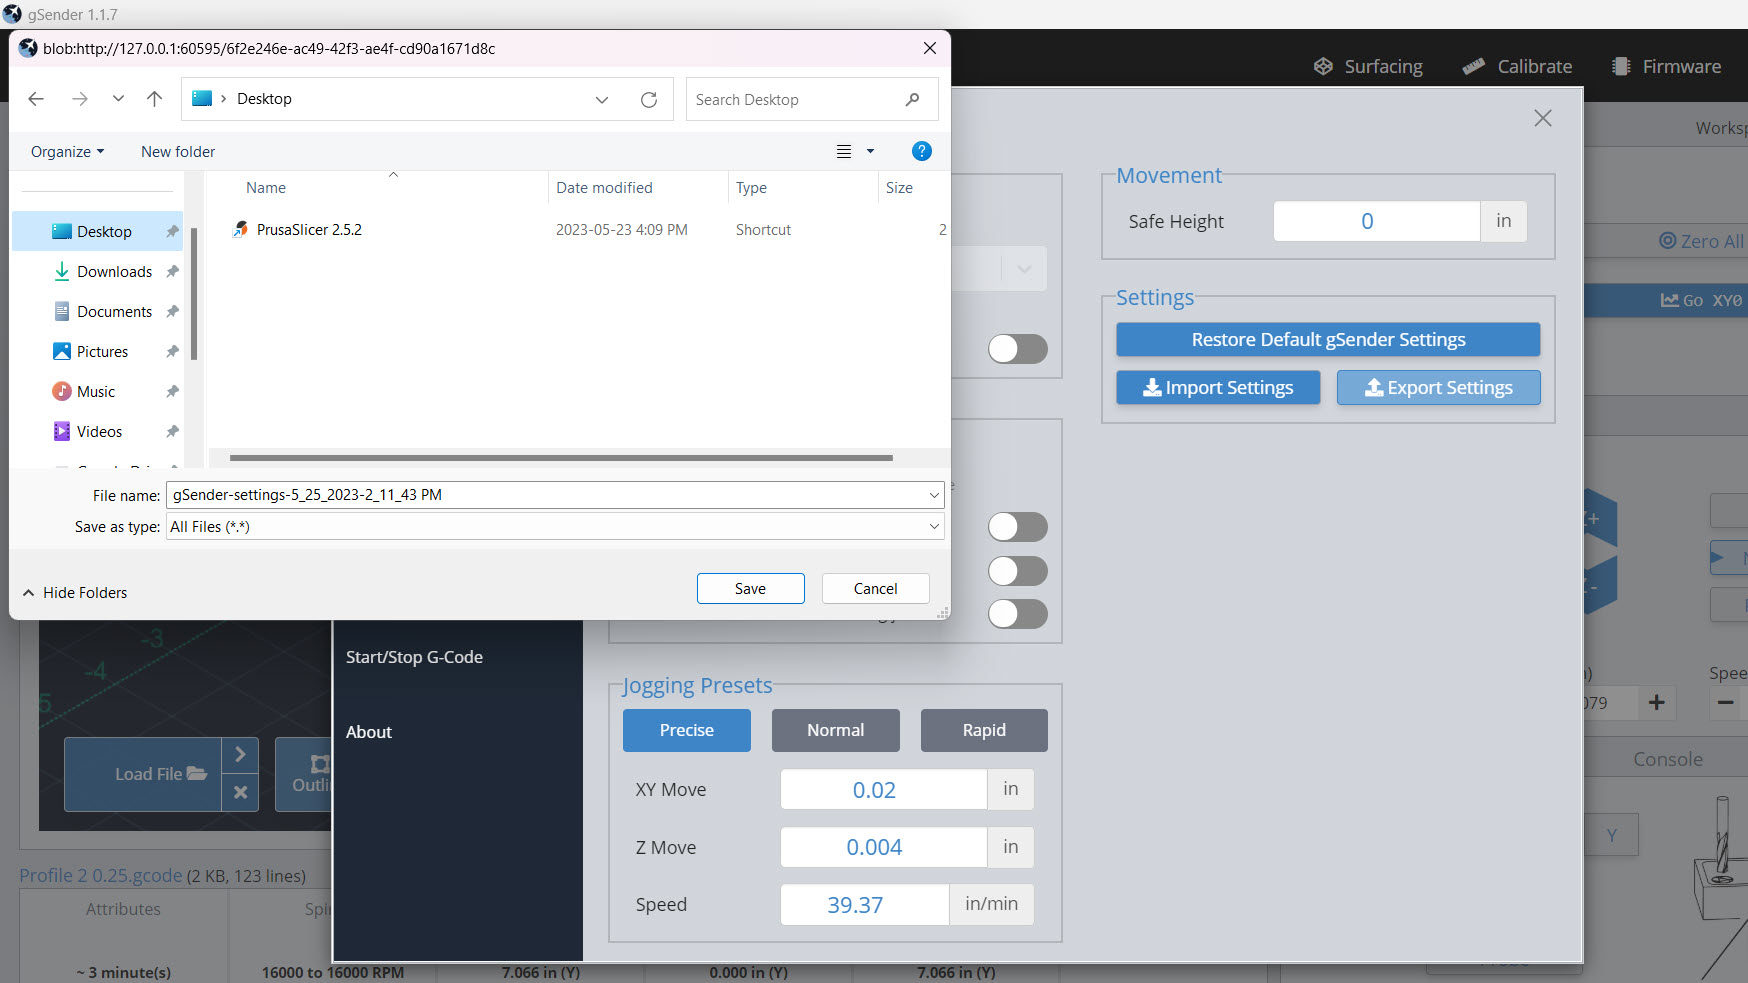 gSender 1.1.7
blob:http://127.0.0.1:60595/6f2e246e-ac49-42f3-ae4f-cd90a1671d8c
Desktop
Search Desktop
Organize
New folder
Name
Date modified
Type
Size
Desktop
Downloads
Documents
Pictures
Music
Videos
PrusaSlicer 2.5.2
2023-05-23 4:09 PM
Shortcut
2
File name:
gSender-settings-5_25_2023-2_11_43 PM
Save as type:
All Files (*.*)
Hide Folders
Save
Cancel
Surfacing
Calibrate
Firmware
Movement
Safe Height
0
in
Settings
Restore Default gSender Settings
Import Settings
Export Settings
Zero All
Go XY0
Z+
Z-
079
Console
Y
Start/Stop G-Code
About
Jogging Presets
Precise
Normal
Rapid
XY Move
0.02
in
Z Move
0.004
in
Speed
39.37
in/min
-3
-4
5
Load File
Profile 2 0.25.gcode (2 KB, 123 lines)
Attributes
~ 3 minute(s)
16000 to 16000 RPM
7.066 in (Y)
0.000 in (Y)
7.066 in (Y)